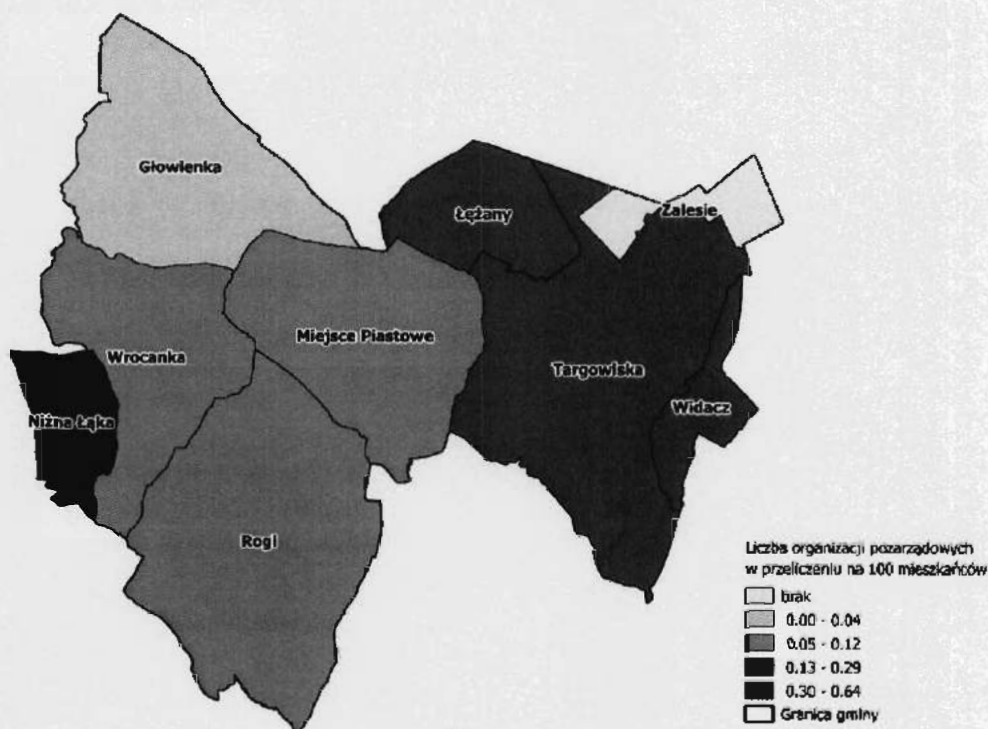 Głowienka
Łężany
Zalesie
Miejsce Piastowe
Wrocanka
Targowiska
Widacz
Niżna Łąka
Rogi
Liczba organizacji pozarządowych
w przeliczeniu na 100 mieszkańców
brak
0.00 - 0.04
0.05 - 0.12
0.13 - 0.29
0.30 - 0.64
Granica gminy